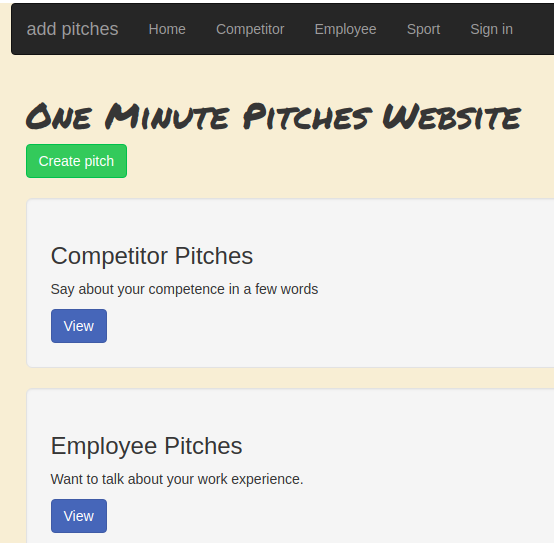 add pitches Home Competitor Employee Sport Sign in
One Minute Pitches Website
Create pitch
Competitor Pitches
Say about your competence in a few words
View
Employee Pitches
Want to talk about your work experience.
View